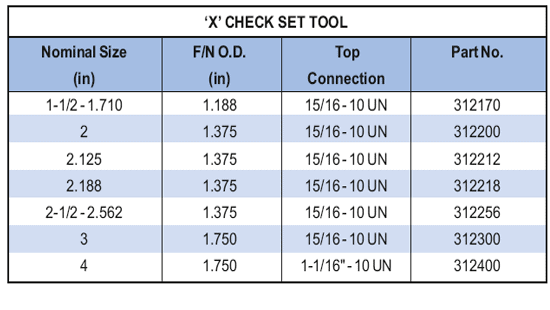 ‘X’ CHECK SET TOOL
Nominal Size F/N O.D. Top Part No.
(in) (in) Connection
1-1/2 - 1.710 1.188 15/16 - 10 UN 312170
2 1.375 15/16 - 10 UN 312200
2.125 1.375 15/16 - 10 UN 312212
2.188 1.375 15/16 - 10 UN 312218
2-1/2 - 2.562 1.375 15/16 - 10 UN 312256
3 1.750 15/16 - 10 UN 312300
4 1.750 1-1/16" - 10 UN 312400